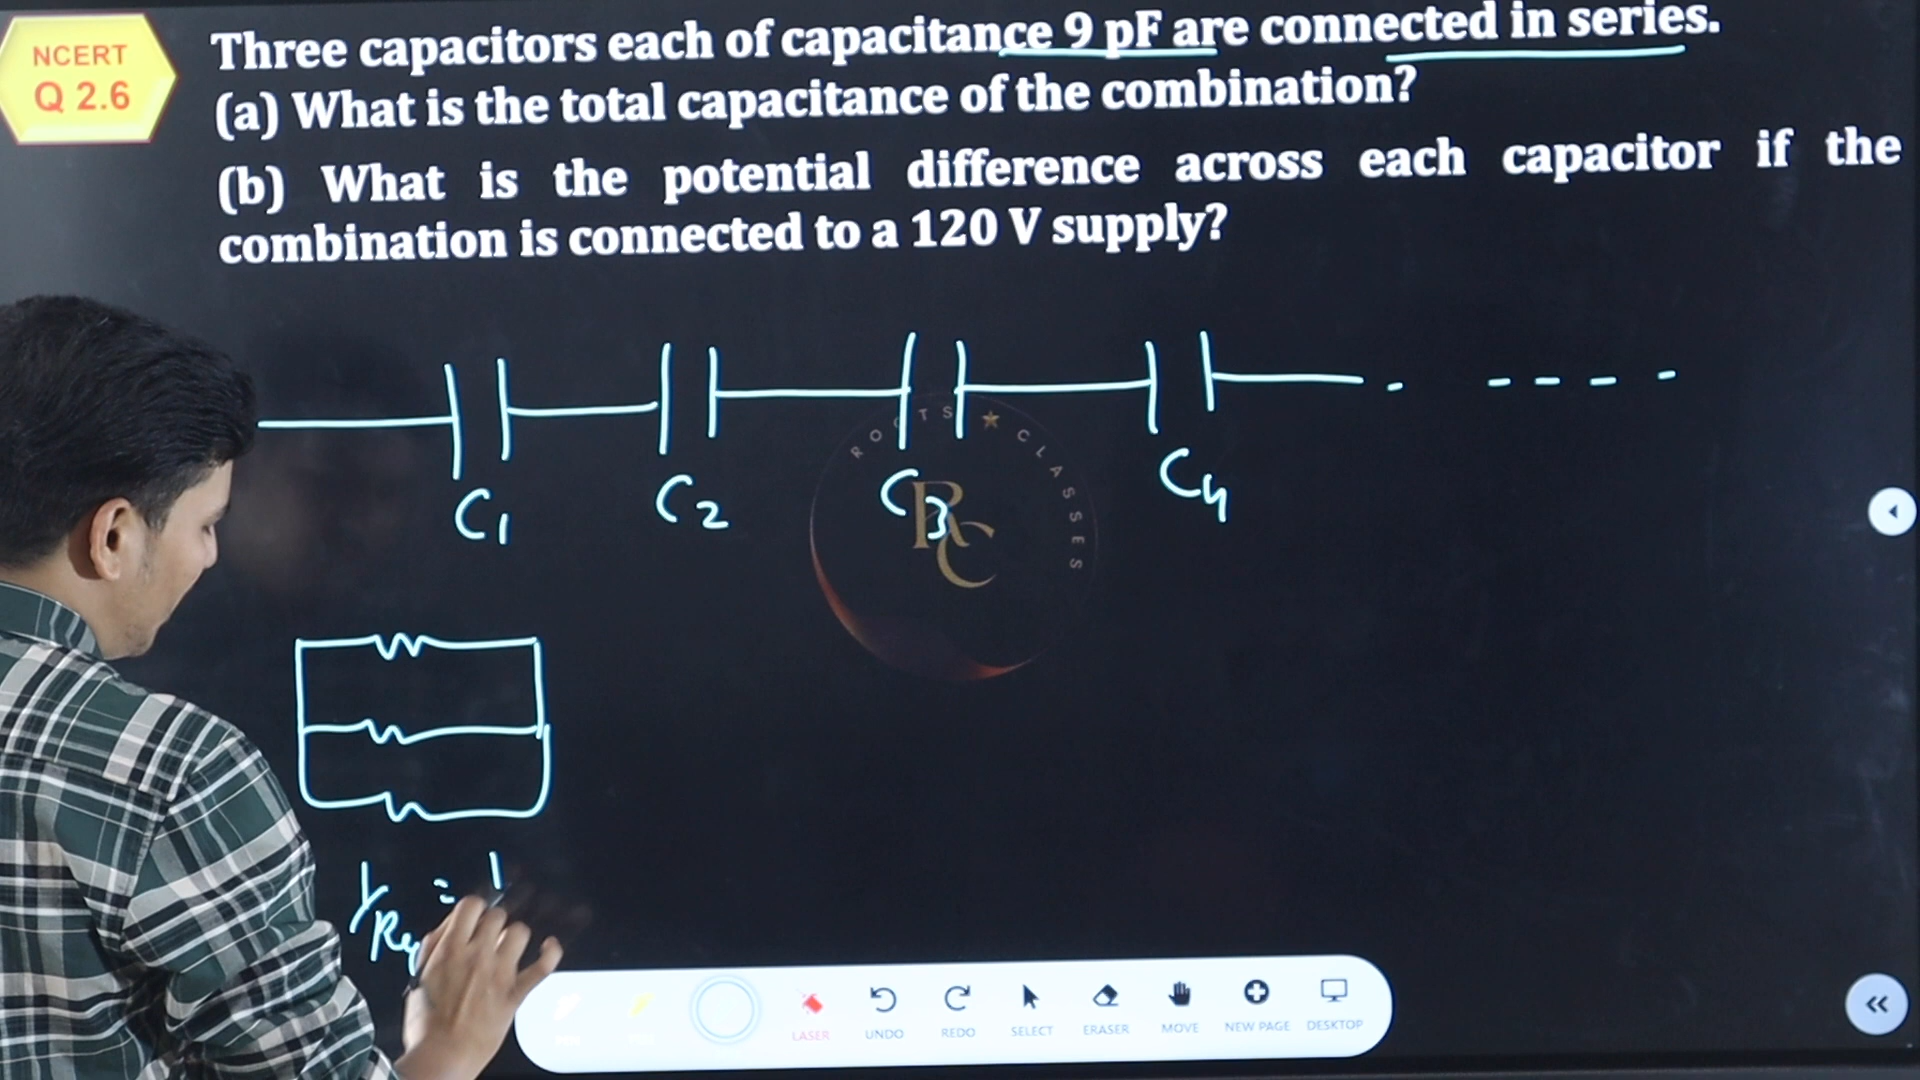 NCERT
Q 2.6
Three capacitors each of capacitance 9 pF are connected in series.
(a) What is the total capacitance of the combination?
(b) What is the potential difference across each capacitor if the
combination is connected to a 120 V supply?
C1 C2 C3 C4
ROOTS CLASSES
RC
LASER UNDO REDO SELECT ERASER MOVE NEW PAGE DESKTOP